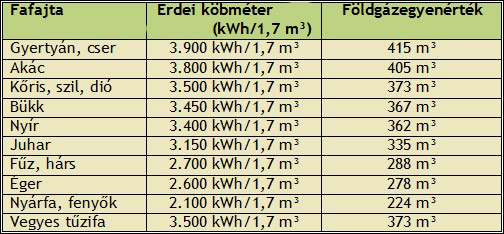 Fafajta Erdei köbméter Földgázegyenérték
(kWh/1,7 m³)
Gyertyán, cser 3.900 kWh/1,7 m³ 415 m³
Akác 3.800 kWh/1,7 m³ 405 m³
Kőris, szil, dió 3.500 kWh/1,7 m³ 373 m³
Bükk 3.450 kWh/1,7 m³ 367 m³
Nyír 3.400 kWh/1,7 m³ 362 m³
Juhar 3.150 kWh/1,7 m³ 335 m³
Fűz, hárs 2.700 kWh/1,7 m³ 288 m³
Éger 2.600 kWh/1,7 m³ 278 m³
Nyárfa, fenyők 2.100 kWh/1,7 m³ 224 m³
Vegyes tűzifa 3.500 kWh/1,7 m³ 373 m³